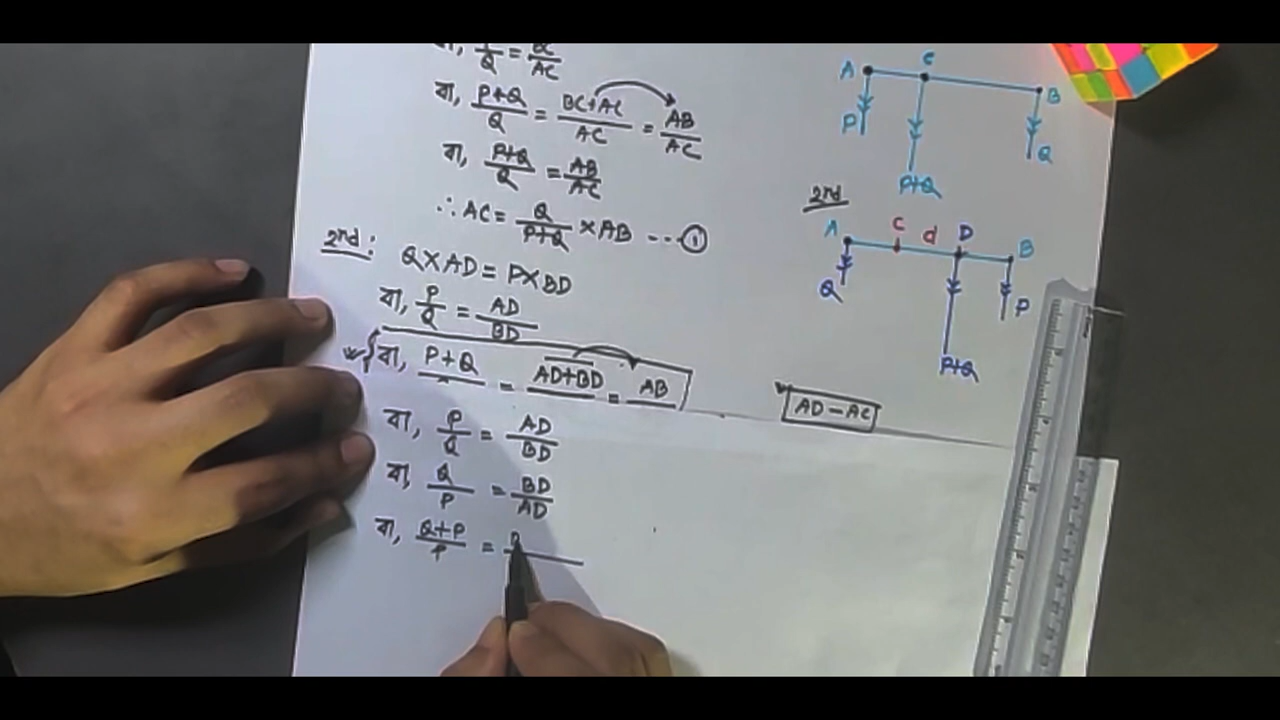 বা, P/Q = BC/AC
বা, P+Q/Q = BC+AC/AC = AB/AC
বা, P+Q/Q = AB/AC
∴ AC = Q/P+Q × AB ---①
2nd: Q×AD = P×BD
বা, P/Q = AD/BD
বা, P+Q = AD+BD = AB
বা, P/Q = AD/BD
বা, Q/P = BD/AD
বা, Q+P/P =
A C B
P Q
P+Q
2nd
A C d D B
Q P
P+Q
AD – AC